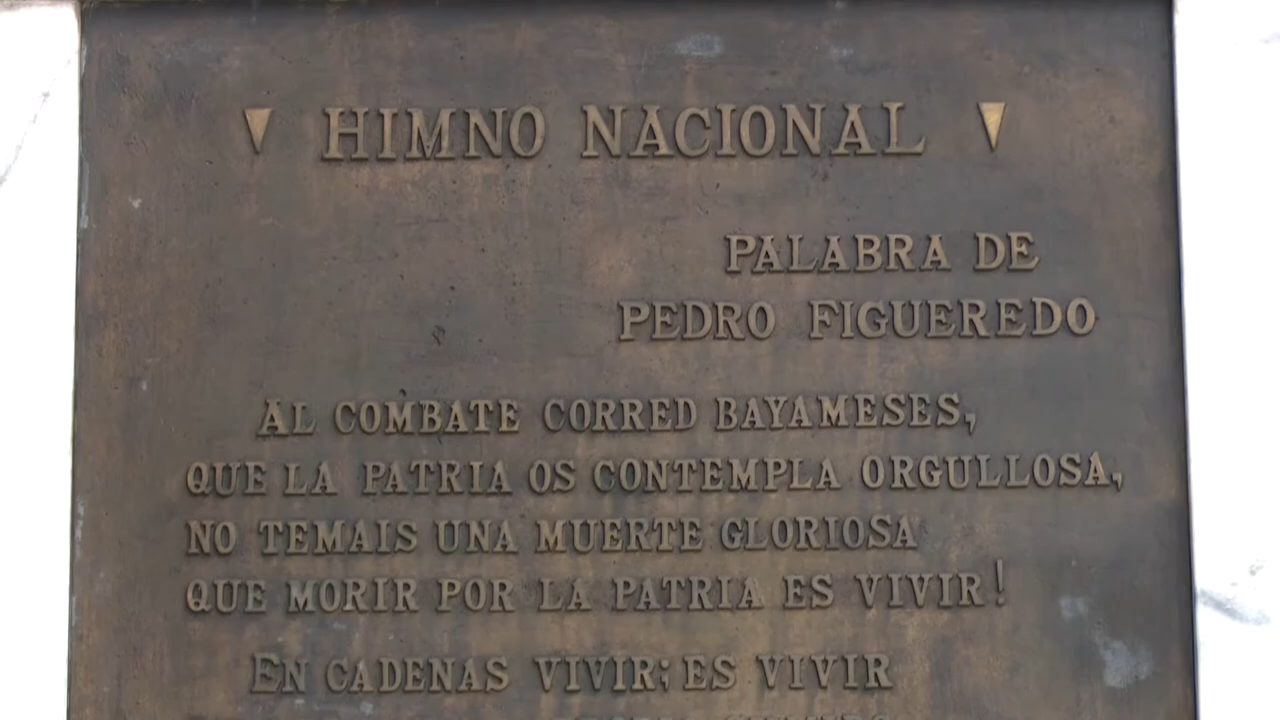 HIMNO NACIONAL
PALABRA DE
PEDRO FIGUEREDO
AL COMBATE CORRED BAYAMESES,
QUE LA PATRIA OS CONTEMPLA ORGULLOSA,
NO TEMAIS UNA MUERTE GLORIOSA
QUE MORIR POR LA PATRIA ES VIVIR!
EN CADENAS VIVIR; ES VIVIR